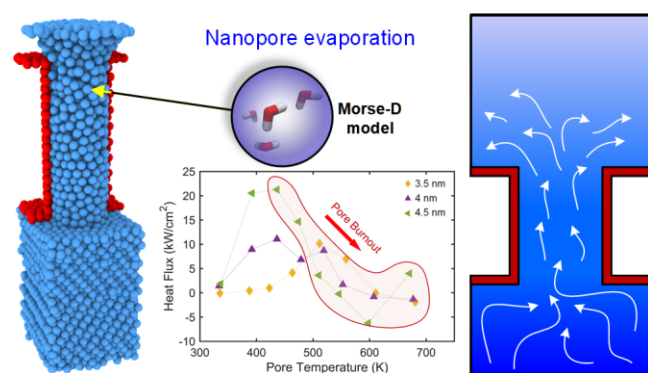 Nanopore evaporation
Morse-D
model
25
20
15
10
5
0
-5
-10
Heat Flux (kW/cm²)
3.5 nm
4 nm
4.5 nm
Pore Burnout
300
400
500
600
700
Pore Temperature (K)